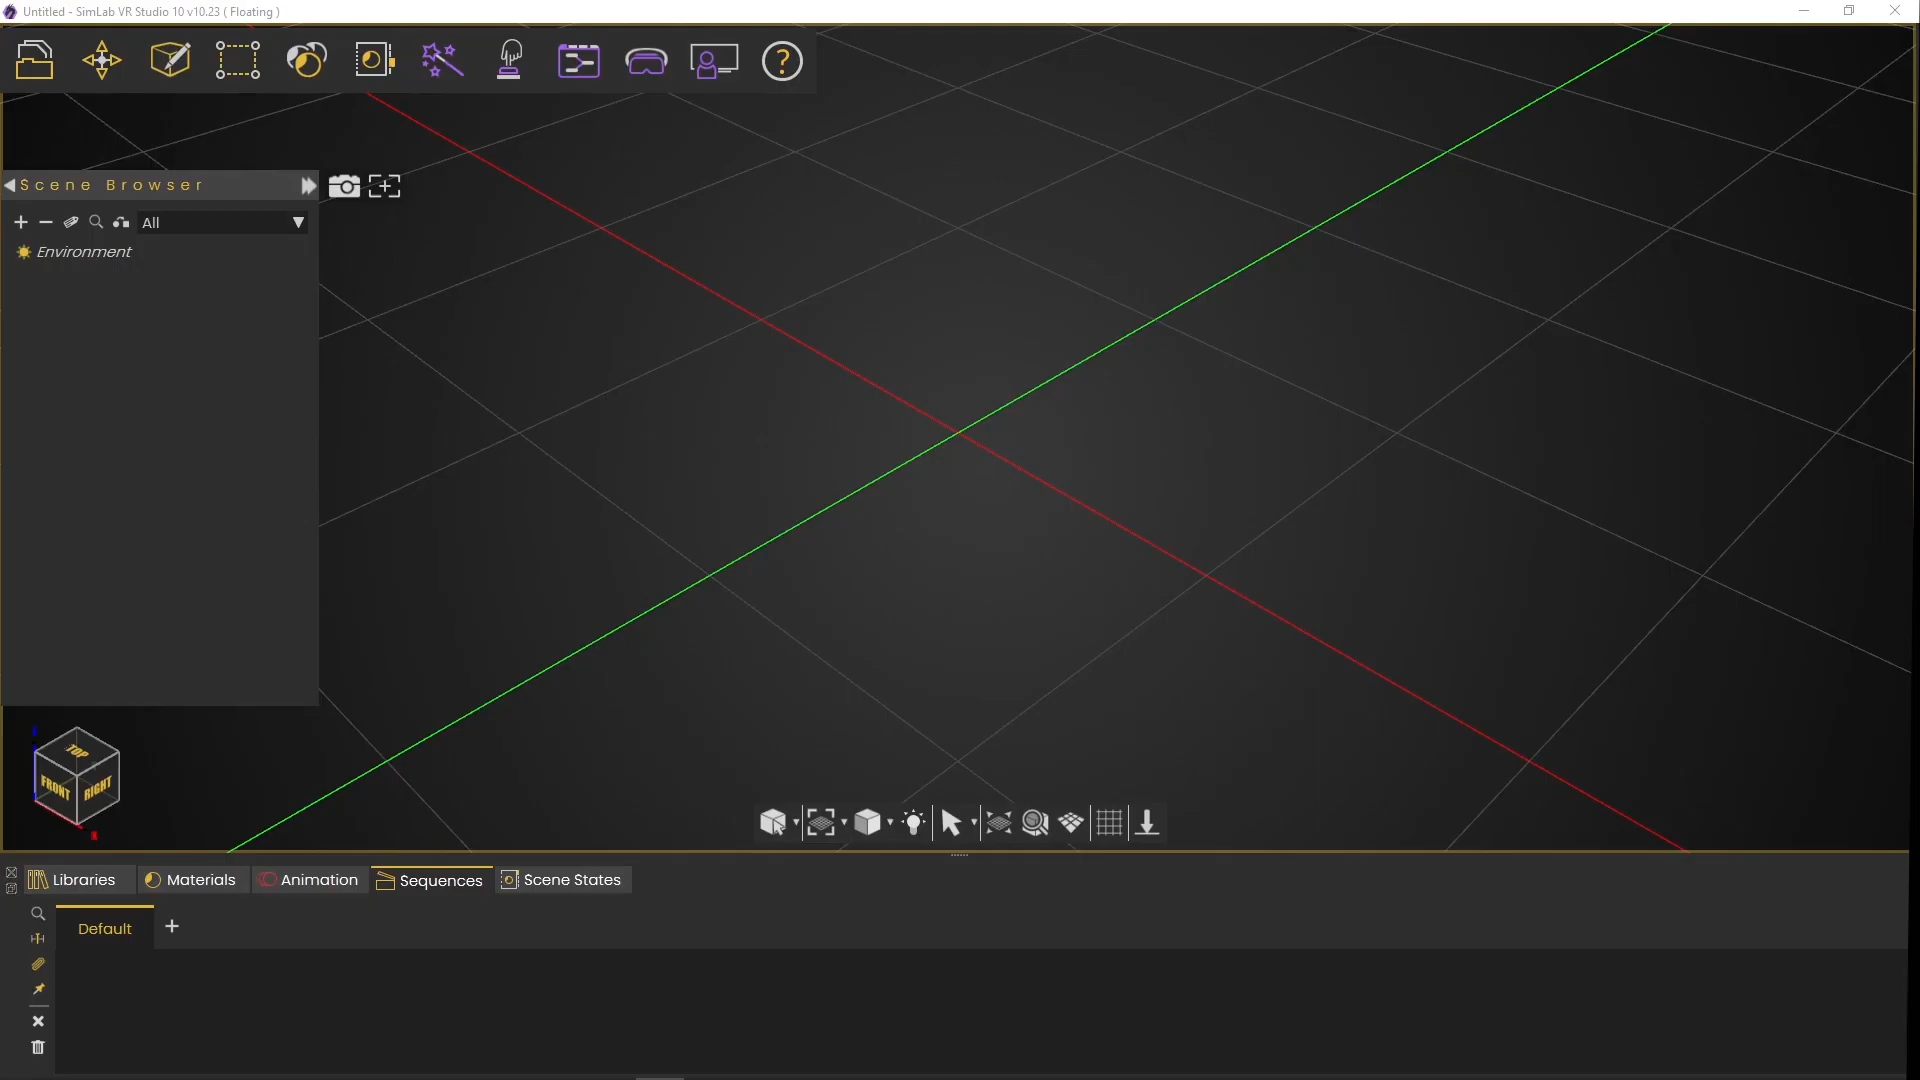 Untitled - SimLab VR Studio 10 v10.23 ( Floating )
?
Scene Browser
All
Environment
TOP
FRONT
RIGHT
Libraries
Materials
Animation
Sequences
Scene States
Default